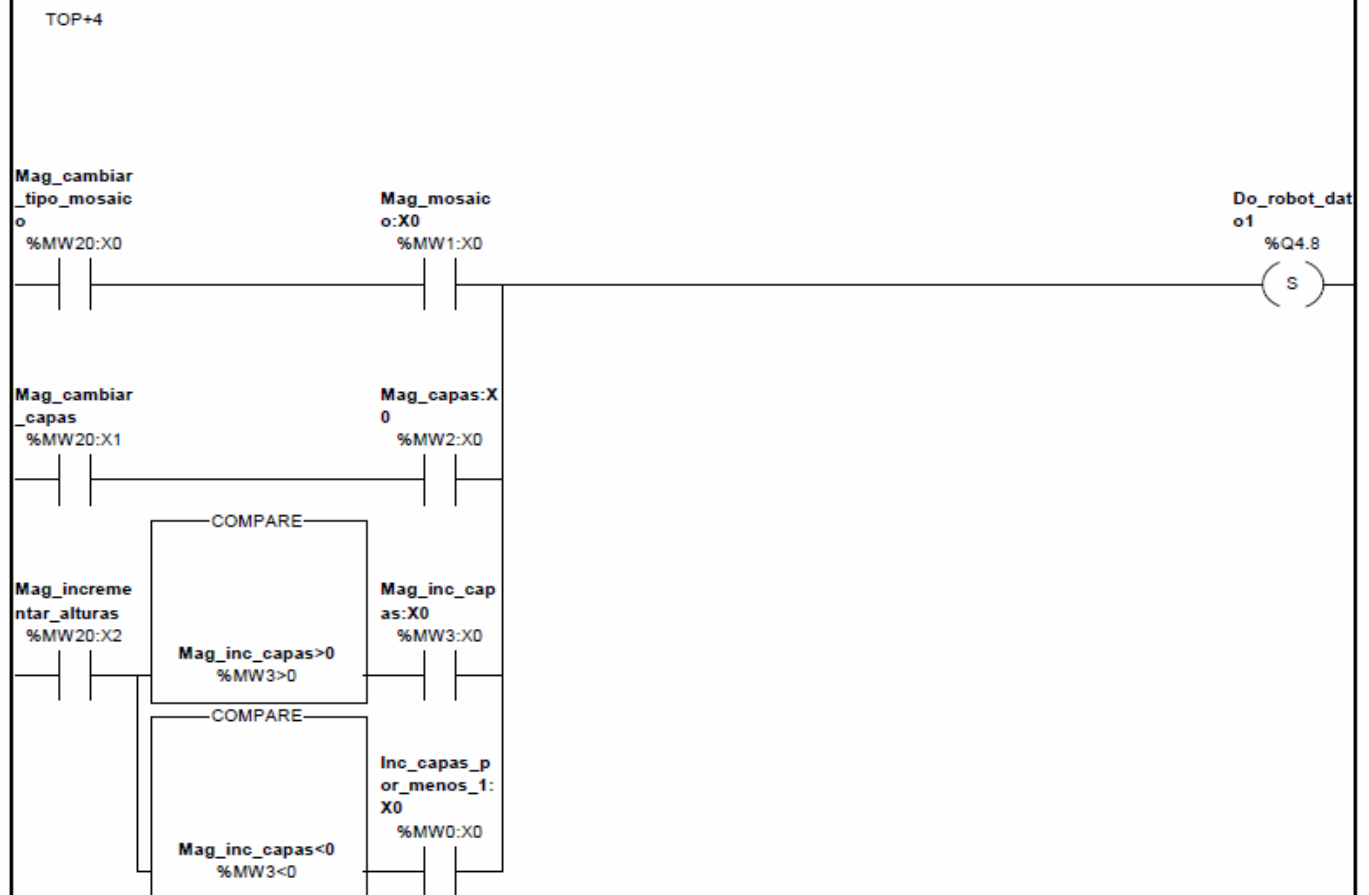 TOP+4
Mag_cambiar
_tipo_mosaic
o
%MW20:X0
Mag_mosaic
o:X0
%MW1:X0
Do_robot_dat
o1
%Q4.8
S
Mag_cambiar
_capas
%MW20:X1
Mag_capas:X
0
%MW2:X0
COMPARE
Mag_increme
ntar_alturas
%MW20:X2
Mag_inc_capas>0
%MW3>0
Mag_inc_cap
as:X0
%MW3:X0
COMPARE
Mag_inc_capas<0
%MW3<0
Inc_capas_p
or_menos_1:
X0
%MW0:X0